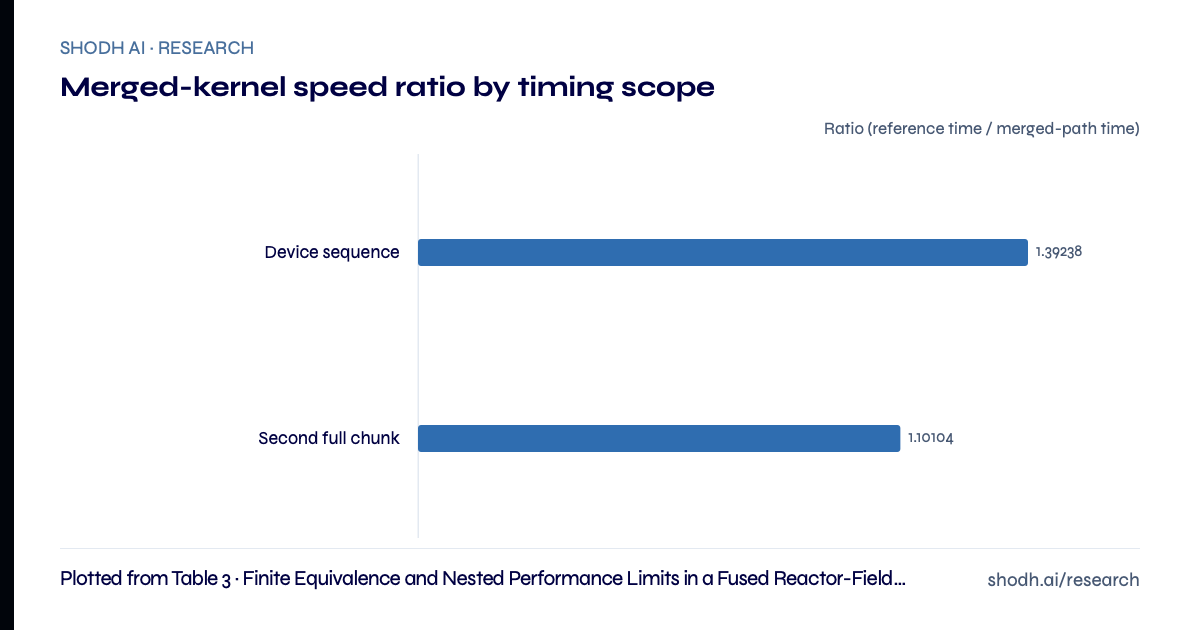 SHODH AI · RESEARCH
Merged-kernel speed ratio by timing scope
Ratio (reference time / merged-path time)
Device sequence 1.39238
Second full chunk 1.10104
Plotted from Table 3 · Finite Equivalence and Nested Performance Limits in a Fused Reactor-Field… shodh.ai/research